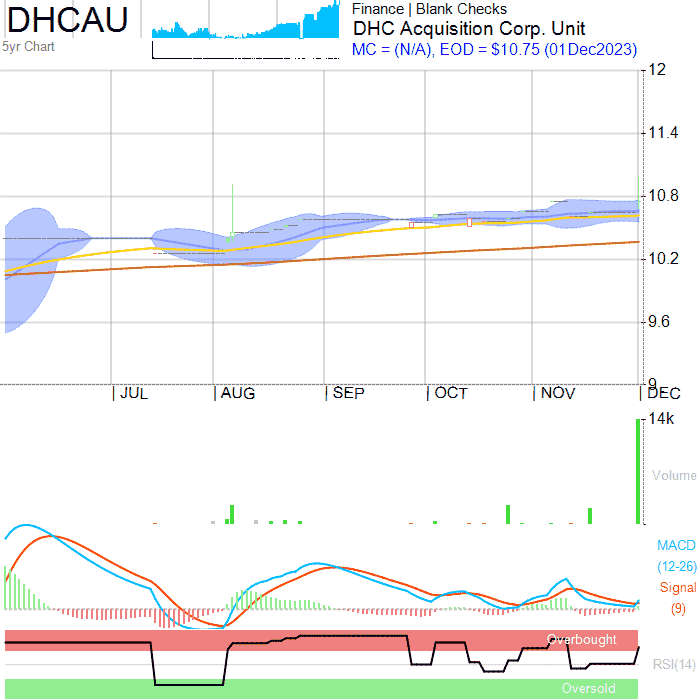 DHCAU
5yr Chart
Finance | Blank Checks
DHC Acquisition Corp. Unit
MC = (N/A), EOD = $10.75 (01Dec2023)
12
11.4
10.8
10.2
9.6
9
JUL
AUG
SEP
OCT
NOV
DEC
14k
Volume
MACD
(12-26)
Signal
(9)
Overbought
RSI(14)
Oversold